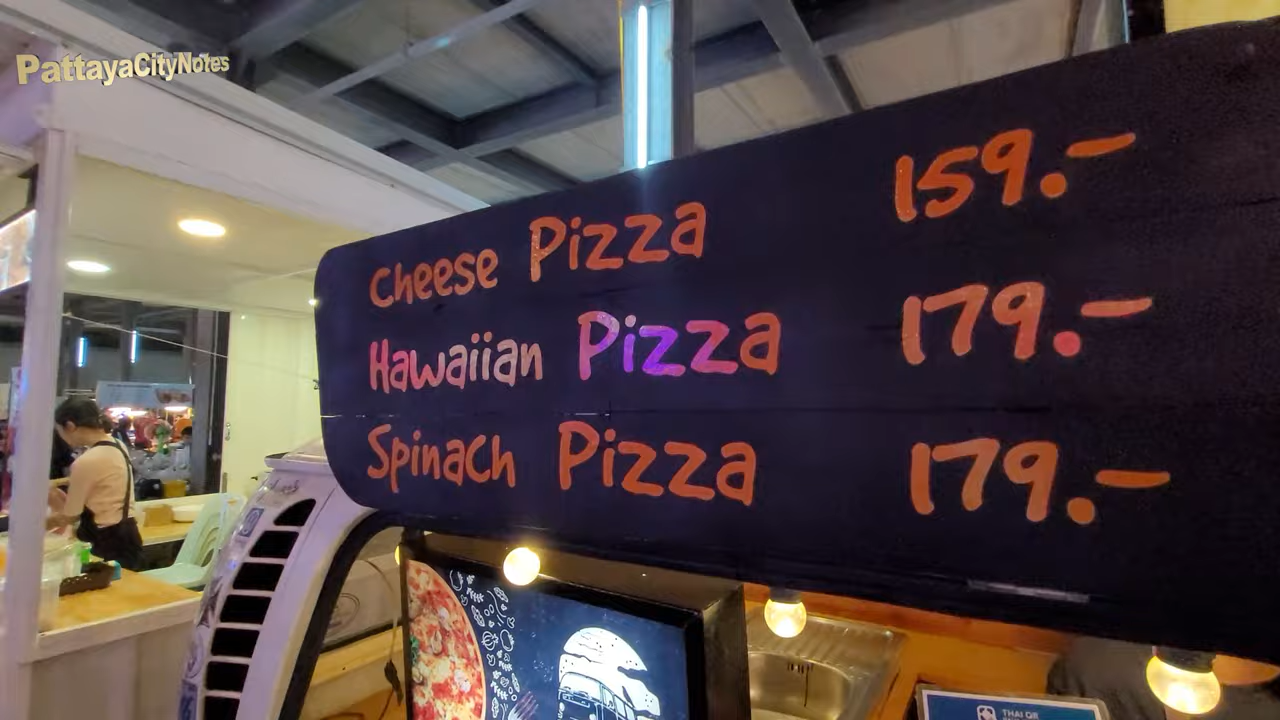 PattayaCityNotes
Cheese Pizza 159.-
Hawaiian Pizza 179.-
Spinach Pizza 179.-
THAI QR